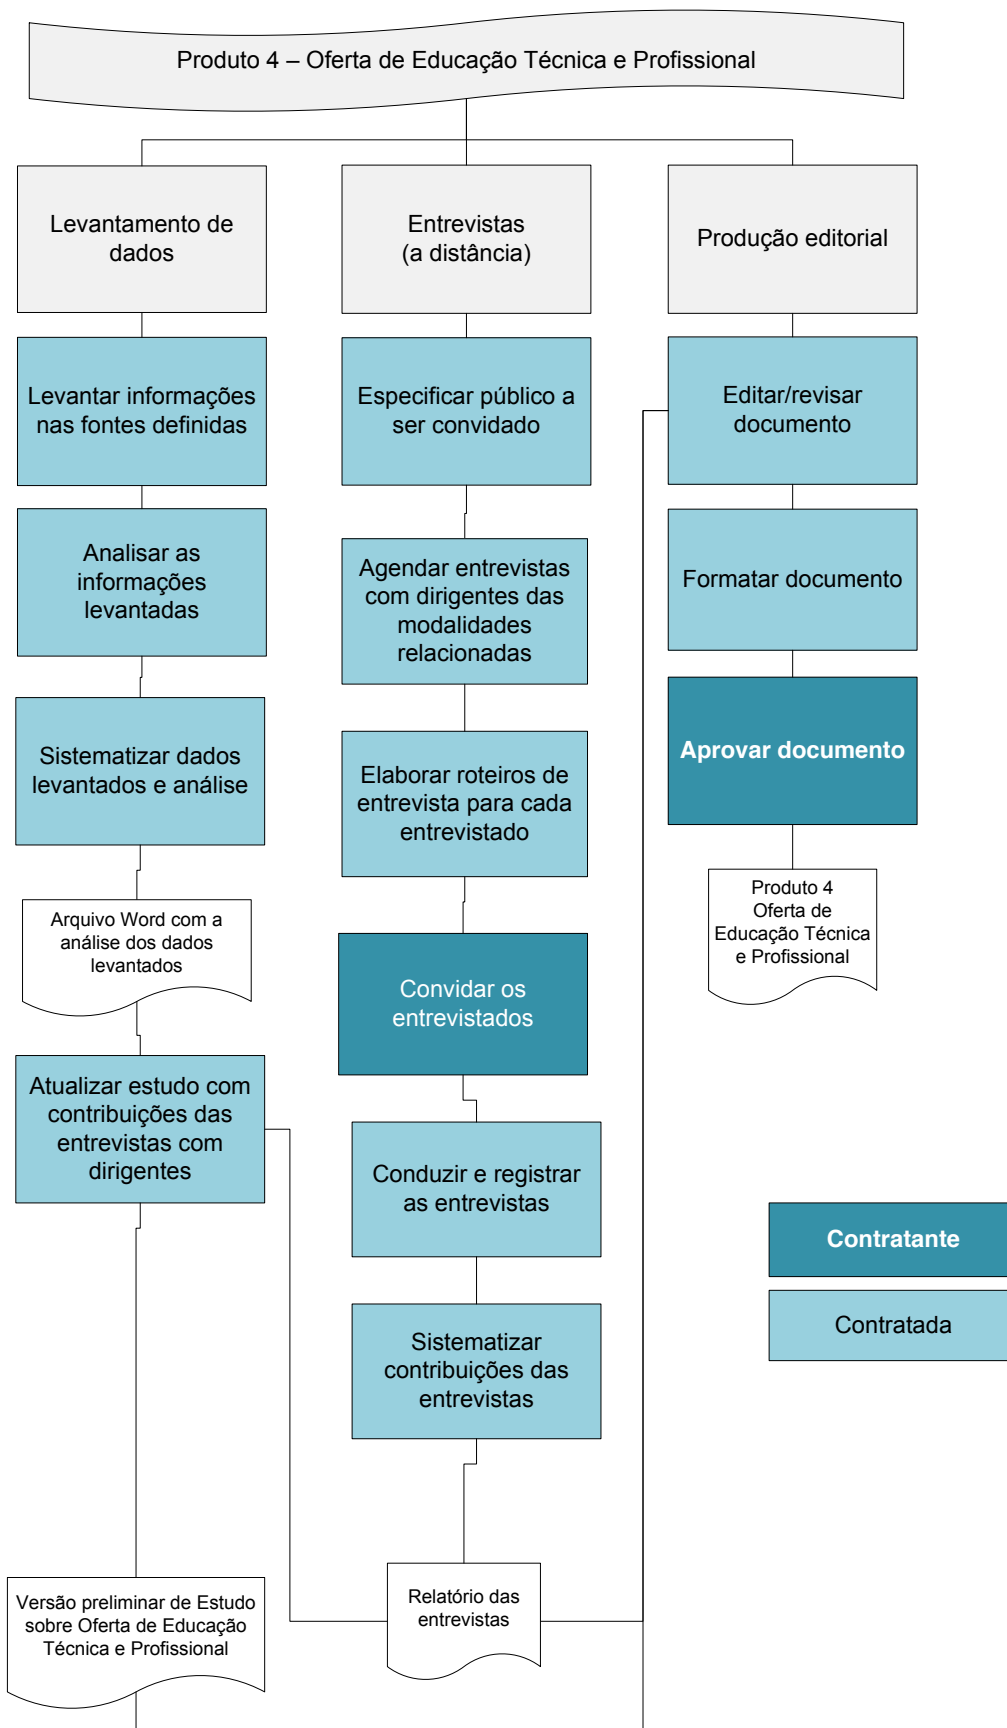 Produto 4 – Oferta de Educação Técnica e Profissional
Levantamento de
dados
Levantar informações
nas fontes definidas
Analisar as
informações
levantadas
Sistematizar dados
levantados e análise
Arquivo Word com a
análise dos dados
levantados
Atualizar estudo com
contribuições das
entrevistas com
dirigentes
Versão preliminar de Estudo
sobre Oferta de Educação
Técnica e Profissional
Entrevistas
(a distância)
Especificar público a
ser convidado
Agendar entrevistas
com dirigentes das
modalidades
relacionadas
Elaborar roteiros de
entrevista para cada
entrevistado
Convidar os
entrevistados
Conduzir e registrar
as entrevistas
Sistematizar
contribuições das
entrevistas
Relatório das
entrevistas
Produção editorial
Editar/revisar
documento
Formatar documento
Aprovar documento
Produto 4
Oferta de
Educação Técnica
e Profissional
Contratante
Contratada